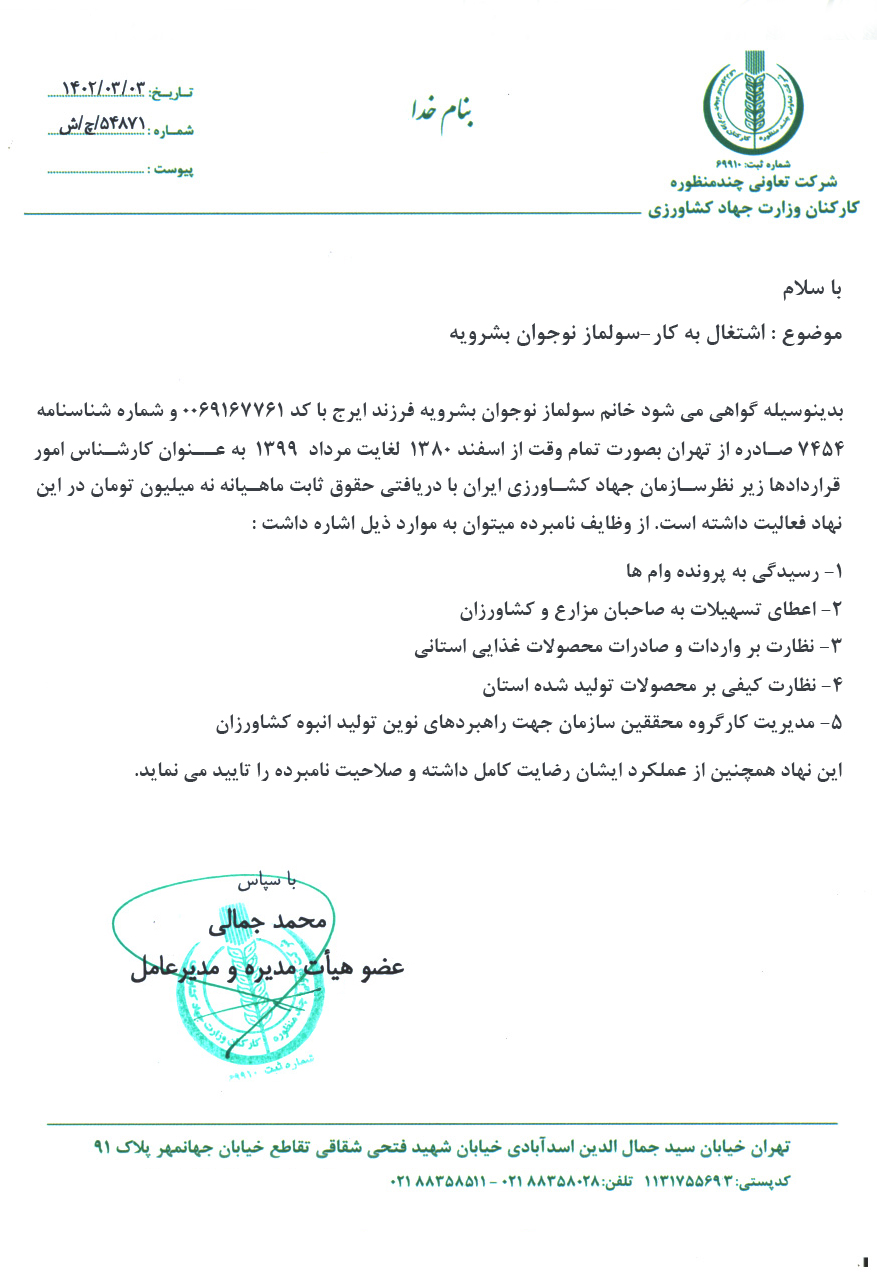 بنام خدا
تاریخ: ۱۴۰۲/۰۳/۰۳
شماره: ۵۴۸۷۱/چ/ش
پیوست:
شماره ثبت: ۶۹۹۱۰
شرکت تعاونی چندمنظوره
کارکنان وزارت جهاد کشاورزی
با سلام
موضوع : اشتغال به کار –سولماز نوجوان بشرویه
بدینوسیله گواهی می شود خانم سولماز نوجوان بشرویه فرزند ایرج با کد ۰۰۶۹۱۶۷۷۶۱ و شماره شناسنامه
۷۴۵۴ صادره از تهران بصورت تمام وقت از اسفند ۱۳۸۰ لغایت مرداد ۱۳۹۹ به عنوان کارشناس امور
قراردادها زیر نظرسازمان جهاد کشاورزی ایران با دریافتی حقوق ثابت ماهیانه نه میلیون تومان در این
نهاد فعالیت داشته است. از وظایف نامبرده میتوان به موارد ذیل اشاره داشت :
۱- رسیدگی به پرونده وام ها
۲- اعطای تسهیلات به صاحبان مزارع و کشاورزان
۳- نظارت بر واردات و صادرات محصولات غذایی استانی
۴- نظارت کیفی بر محصولات تولید شده استان
۵- مدیریت کارگروه محققین سازمان جهت راهبردهای نوین تولید انبوه کشاورزان
این نهاد همچنین از عملکرد ایشان رضایت کامل داشته و صلاحیت نامبرده را تایید می نماید.
با سپاس
محمد جمالی
عضو هیأت مدیره و مدیرعامل
شماره ثبت ۶۹۹۱۰
تهران خیابان سید جمال الدین اسدآبادی خیابان شهید فتحی شقاقی تقاطع خیابان جهانمهر پلاک ۹۱
کدپستی: ۱۱۳۱۷۵۵۶۹۳ تلفن: ۸۸۳۵۸۰۲۸ ۰۲۱ - ۸۸۳۵۸۵۱۱ ۰۲۱